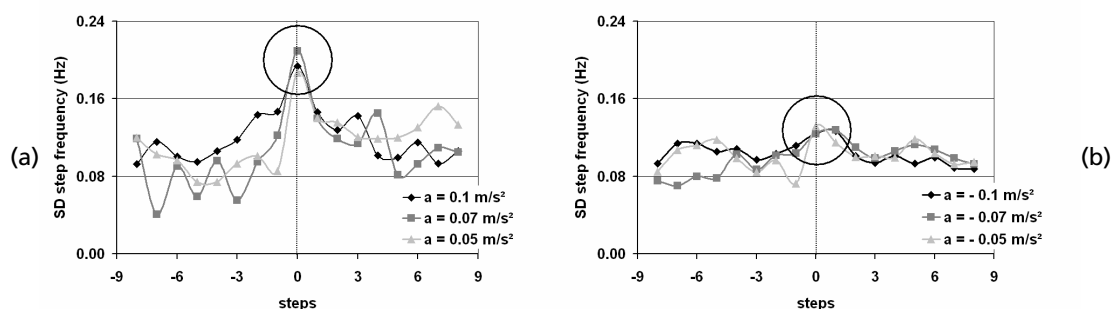 (a)
SD step frequency (Hz)
0.24
0.16
0.08
0.00
-9 -6 -3 0 3 6 9
steps
a = 0.1 m/s²
a = 0.07 m/s²
a = 0.05 m/s²
SD step frequency (Hz)
0.24
0.16
0.08
0.00
-9 -6 -3 0 3 6 9
steps
a = - 0.1 m/s²
a = - 0.07 m/s²
a = - 0.05 m/s²
(b)